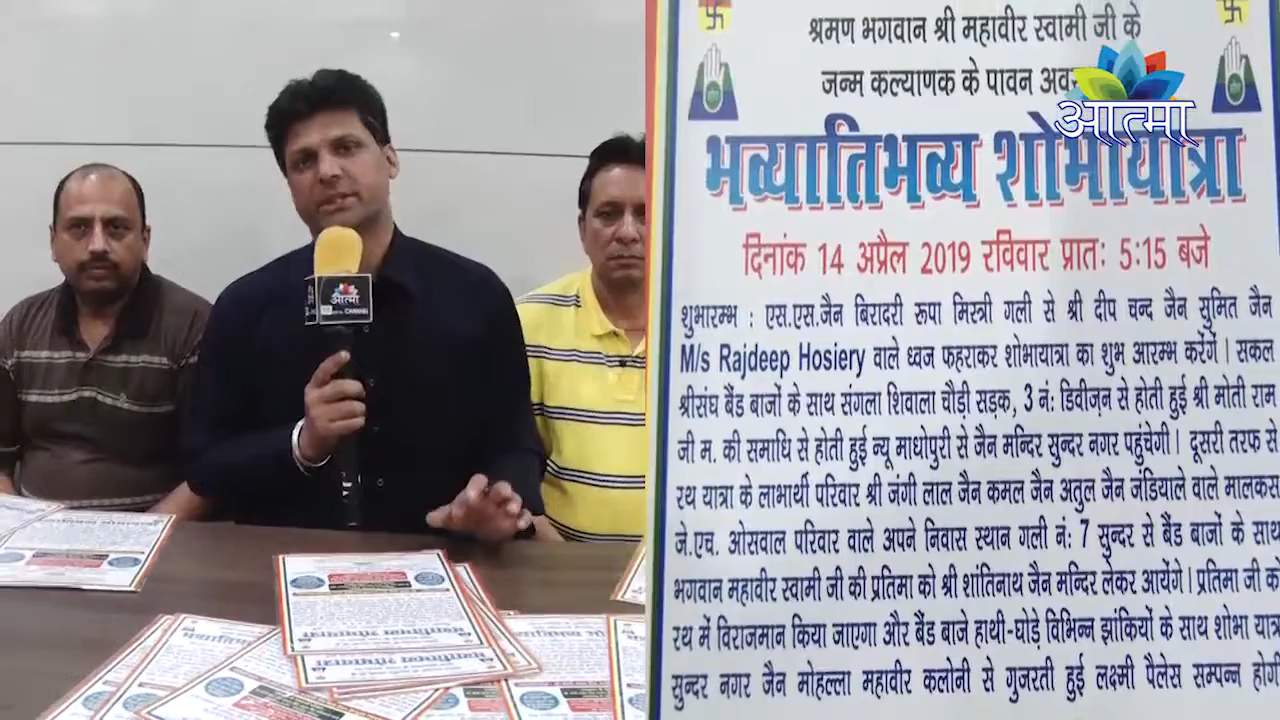 श्रमण भगवान श्री महावीर स्वामी जी के
जन्म कल्याणक के पावन
आत्मा
भव्यातिभव्य शोभायात्रा
दिनांक 14 अप्रैल 2019 रविवार प्रातः 5:15 बजे
शुभारम्भ : एस.एस.जैन बिरादरी रूपा मिस्त्री गली से श्री दीप चन्द जैन सुमित जैन
M/s Rajdeep Hosiery वाले ध्वज फहराकर शोभायात्रा का शुभ आरम्भ करेंगें | सकल
श्रीसंघ बैंड बाजों के साथ संगला शिवाला चौड़ी सड़क, 3 नं: डिवीज़न से होती हुई श्री मोती राम
जी म. की समाधि से होती हुई न्यू माधोपुरी से जैन मन्दिर सुन्दर नगर पहुंचेगी | दूसरी तरफ से
रथ यात्रा के लाभार्थी परिवार श्री जंगी लाल जैन कमल जैन अतुल जैन जंडियाले वाले मालकस
जे.एच. ओसवाल परिवार वाले अपने निवास स्थान गली नं: 7 सुन्दर से बैंड बाजों के साथ
भगवान महावीर स्वामी जी की प्रतिमा को श्री शांतिनाथ जैन मन्दिर लेकर आयेंगे | प्रतिमा जी को
रथ में विराजमान किया जाएगा और बैंड बाजे हाथी-घोड़े विभिन्न झांकियों के साथ शोभा यात्रा
सुन्दर नगर जैन मोहल्ला महावीर कलोनी से गुजरती हुई लक्ष्मी पैलेस सम्पन्न होगी
आत्मा
CHANNEL
भव्यातिभव्य शोभायात्रा